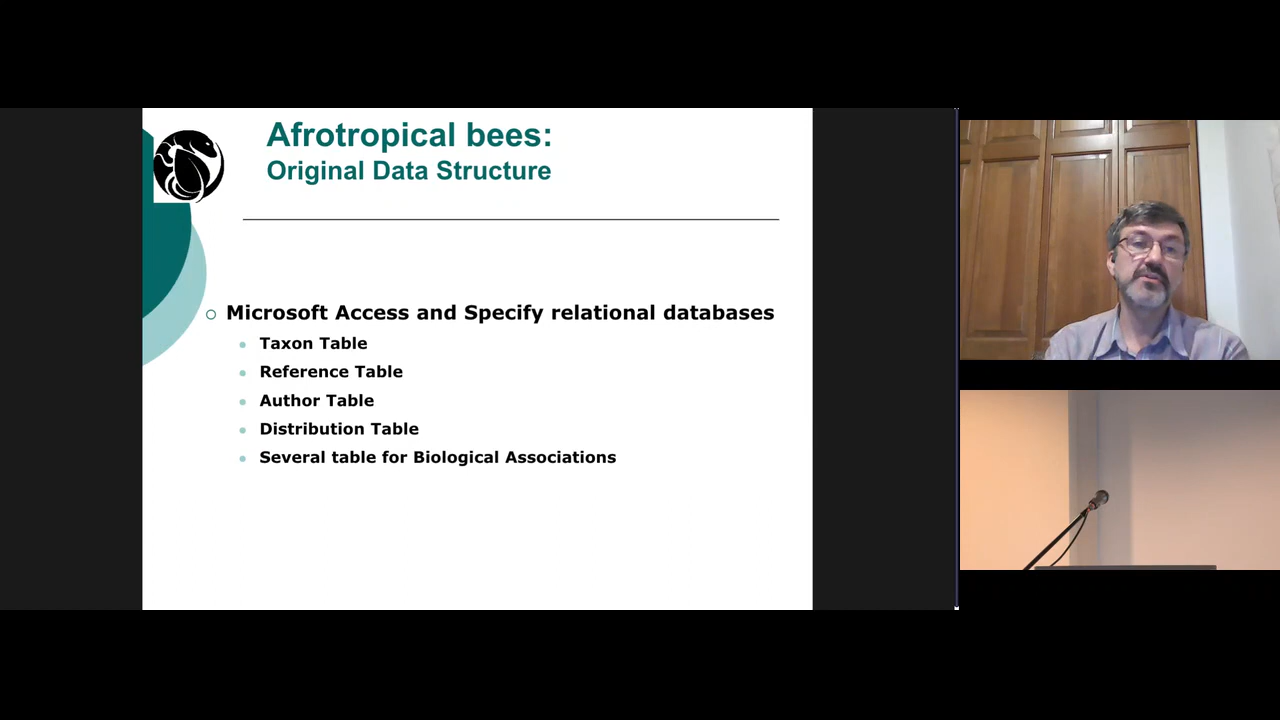 Afrotropical bees:
Original Data Structure
Microsoft Access and Specify relational databases
Taxon Table
Reference Table
Author Table
Distribution Table
Several table for Biological Associations